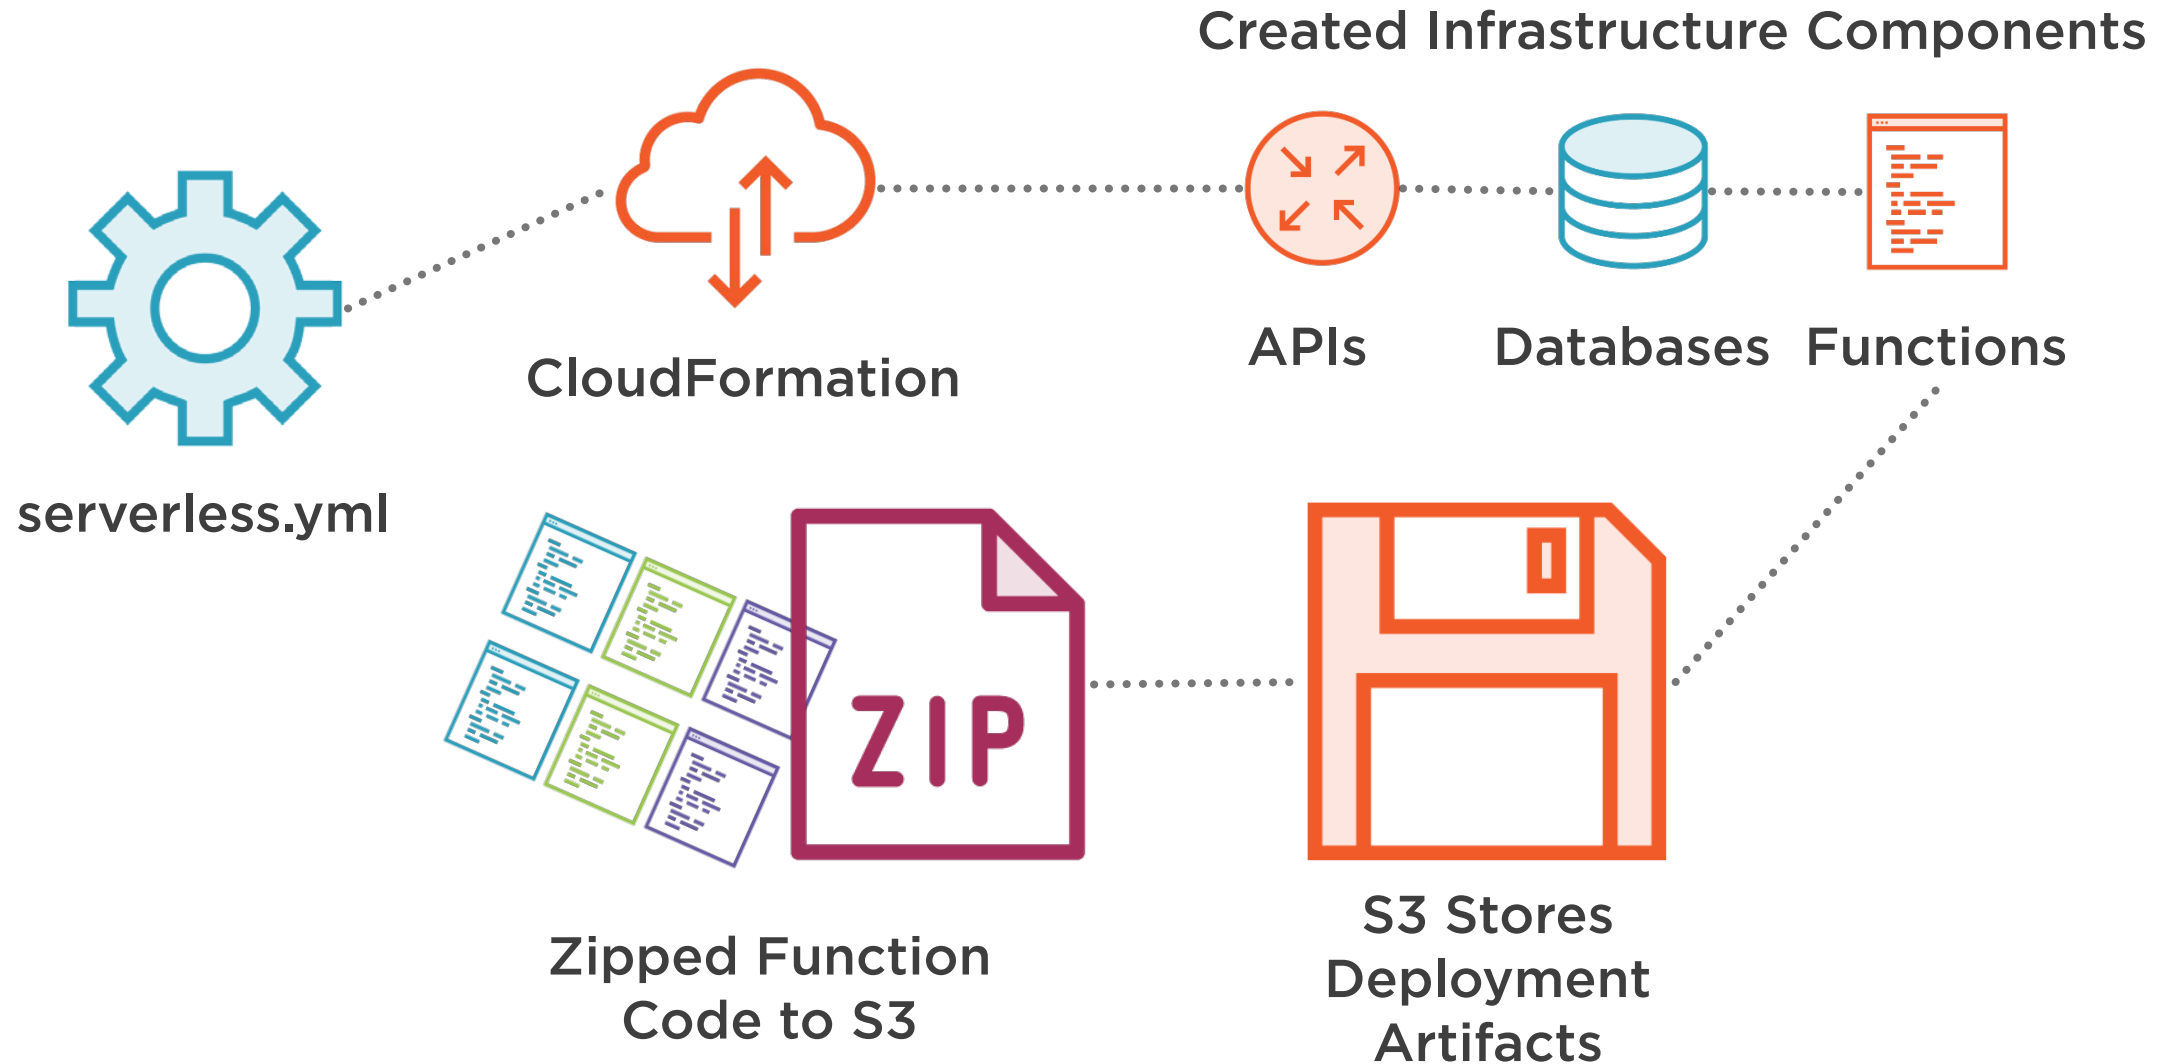 Created Infrastructure Components
CloudFormation
APIs
Databases
Functions
serverless.yml
ZIP
Zipped Function
Code to S3
S3 Stores
Deployment
Artifacts